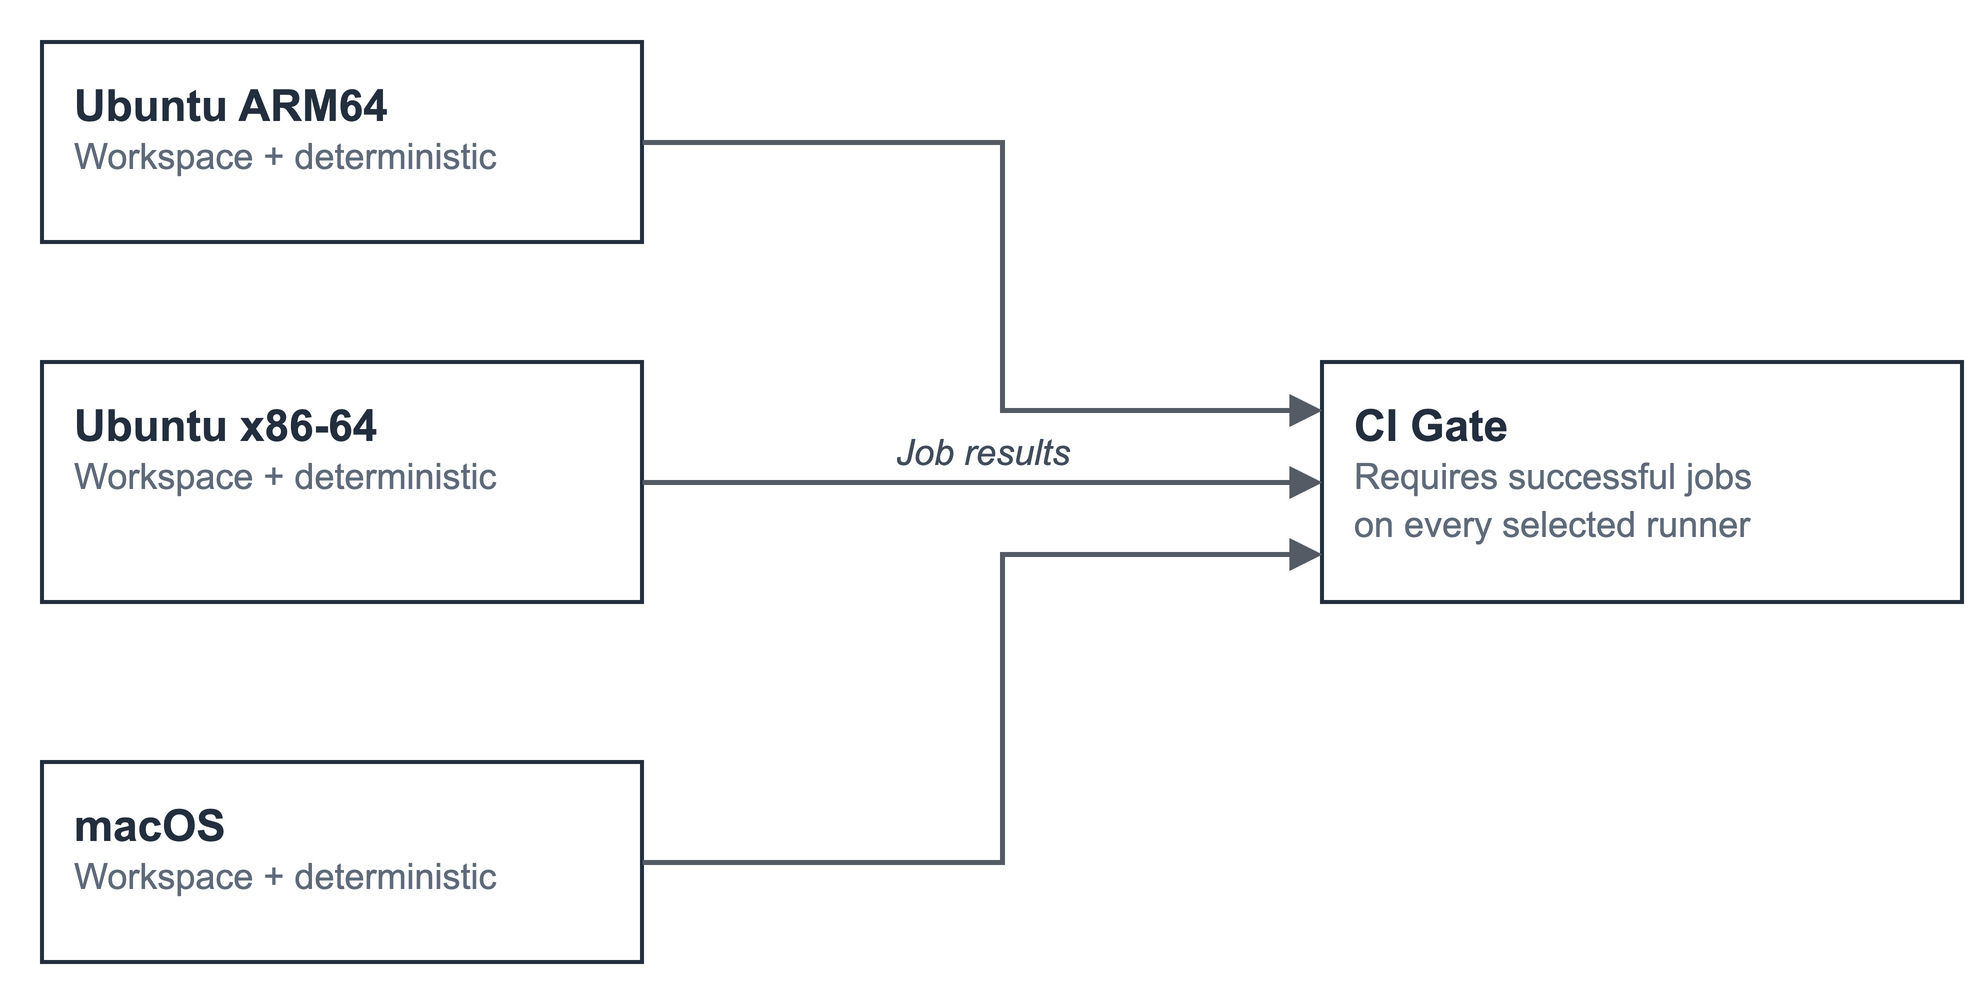 Ubuntu ARM64
Workspace + deterministic
Ubuntu x86-64
Workspace + deterministic
Job results
CI Gate
Requires successful jobs
on every selected runner
macOS
Workspace + deterministic